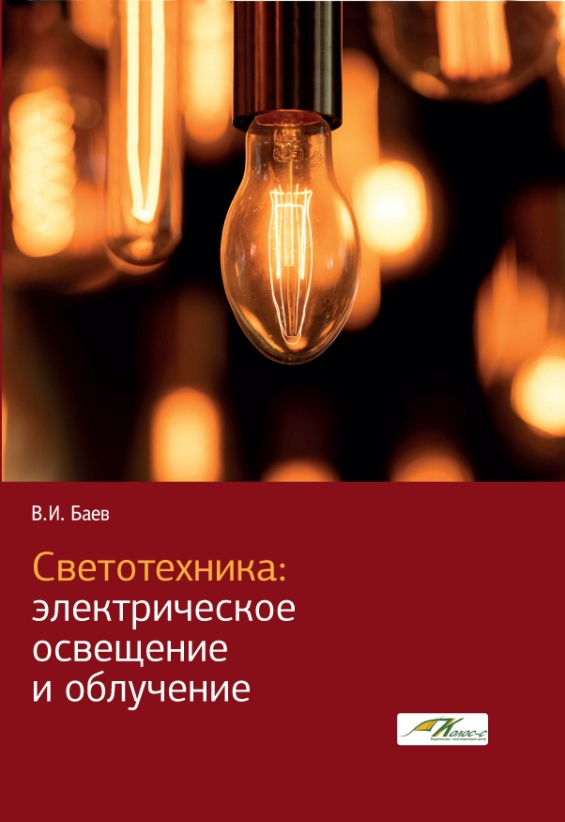 В.И. Баев
Светотехника:
электрическое
освещение
и облучение
Колос-с